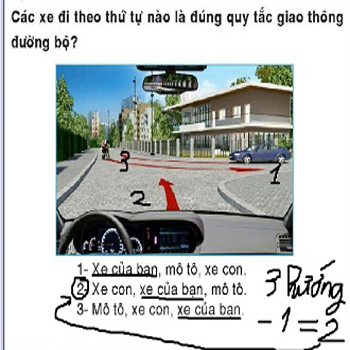 Các xe đi theo thứ tự nào là đúng quy tắc giao thông
đường bộ?
3
1
2
1- Xe của bạn, mô tô, xe con.
2- Xe con, xe của bạn, mô tô.
3- Mô tô, xe con, xe của bạn.
3 hướng
- 1 = 2